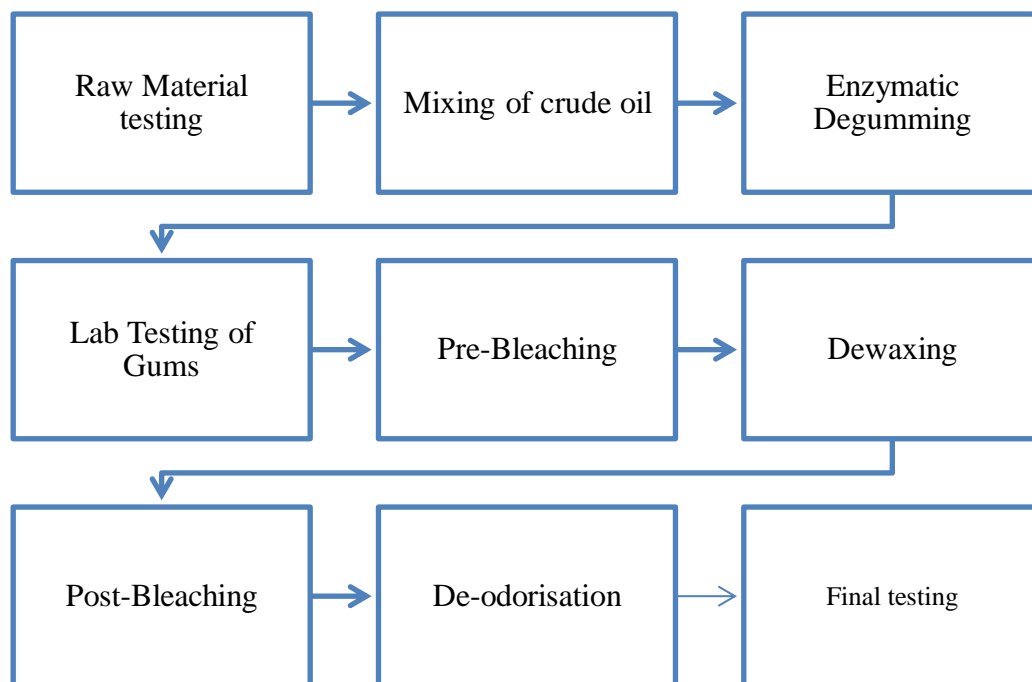 Raw Material
testing
Mixing of crude oil
Enzymatic
Degumming
Lab Testing of
Gums
Pre-Bleaching
Dewaxing
Post-Bleaching
De-odorisation
Final testing